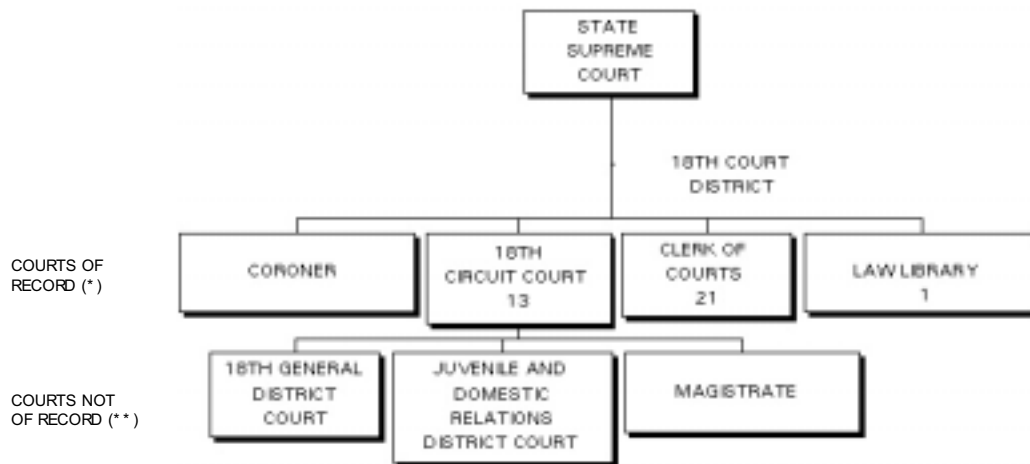 STATE
SUPREME
COURT
18TH COURT
DISTRICT
COURTS OF
RECORD (*)
CORONER
18TH
CIRCUIT COURT
13
CLERK OF
COURTS
21
LAW LIBRARY
1
COURTS NOT
OF RECORD (**)
18TH GENERAL
DISTRICT
COURT
JUVENILE AND
DOMESTIC
RELATIONS
DISTRICT COURT
MAGISTRATE